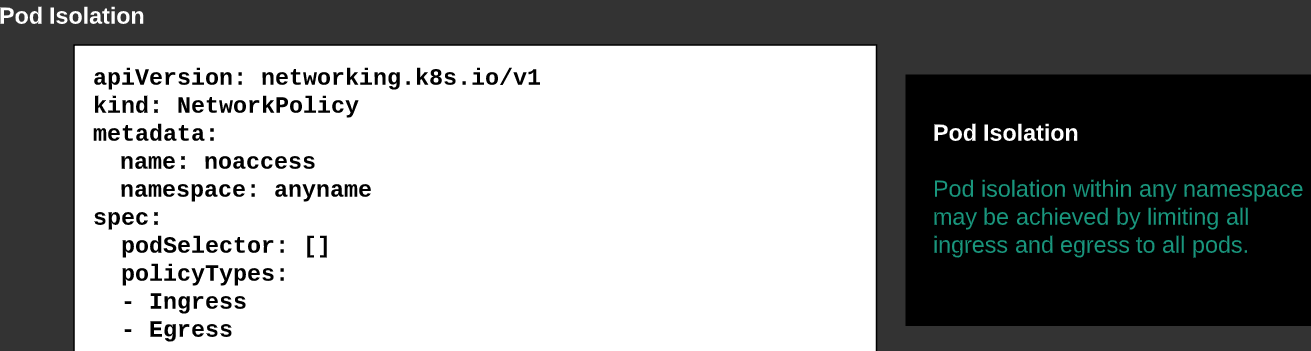 Pod Isolation
apiVersion: networking.k8s.io/v1
kind: NetworkPolicy
metadata:
  name: noaccess
  namespace: anyname
spec:
  podSelector: []
  policyTypes:
  - Ingress
  - Egress
Pod Isolation
Pod isolation within any namespace
may be achieved by limiting all
ingress and egress to all pods.